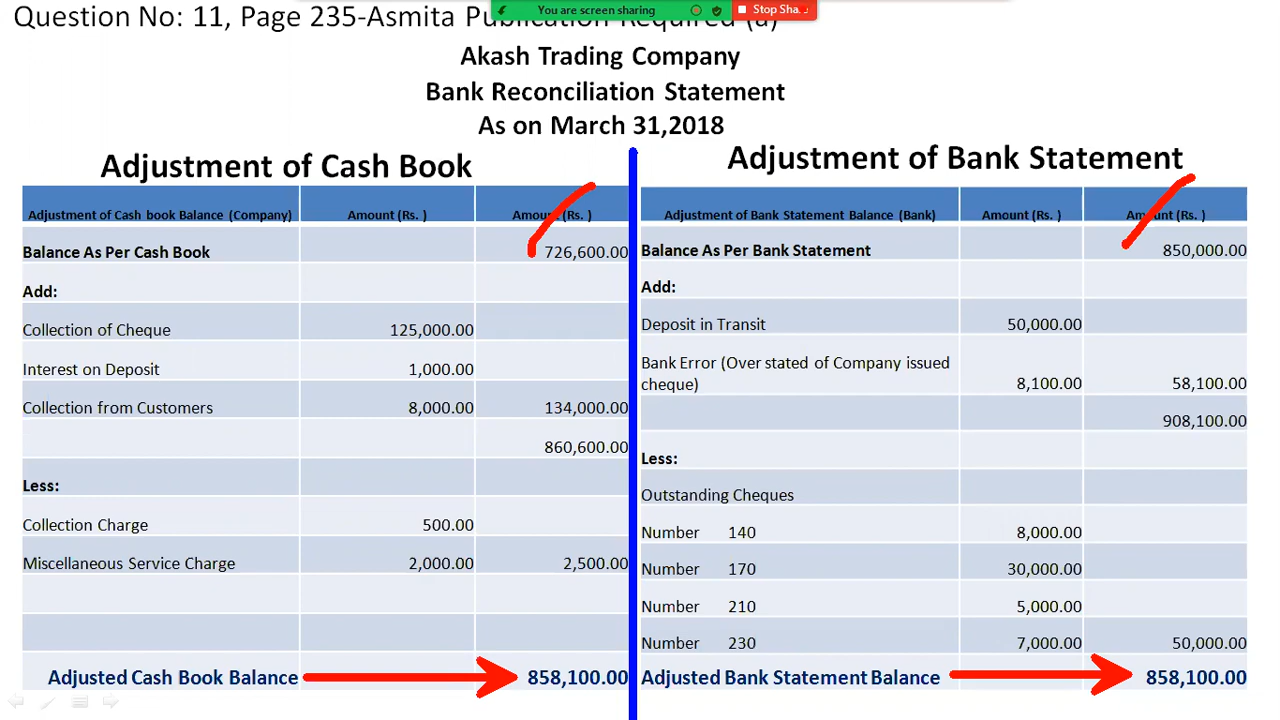 Question No: 11, Page 235-Asmita Publication Required (a)
You are screen sharing
Stop Sha..
Akash Trading Company
Bank Reconciliation Statement
As on March 31,2018
Adjustment of Cash Book
Adjustment of Cash book Balance (Company) Amount (Rs. ) Amount (Rs. )
Balance As Per Cash Book 726,600.00
Add:
Collection of Cheque 125,000.00
Interest on Deposit 1,000.00
Collection from Customers 8,000.00 134,000.00
860,600.00
Less:
Collection Charge 500.00
Miscellaneous Service Charge 2,000.00 2,500.00
Adjusted Cash Book Balance 858,100.00
Adjustment of Bank Statement
Adjustment of Bank Statement Balance (Bank) Amount (Rs. ) Amount (Rs. )
Balance As Per Bank Statement 850,000.00
Add:
Deposit in Transit 50,000.00
Bank Error (Over stated of Company issued
cheque) 8,100.00 58,100.00
908,100.00
Less:
Outstanding Cheques
Number 140 8,000.00
Number 170 30,000.00
Number 210 5,000.00
Number 230 7,000.00 50,000.00
Adjusted Bank Statement Balance 858,100.00